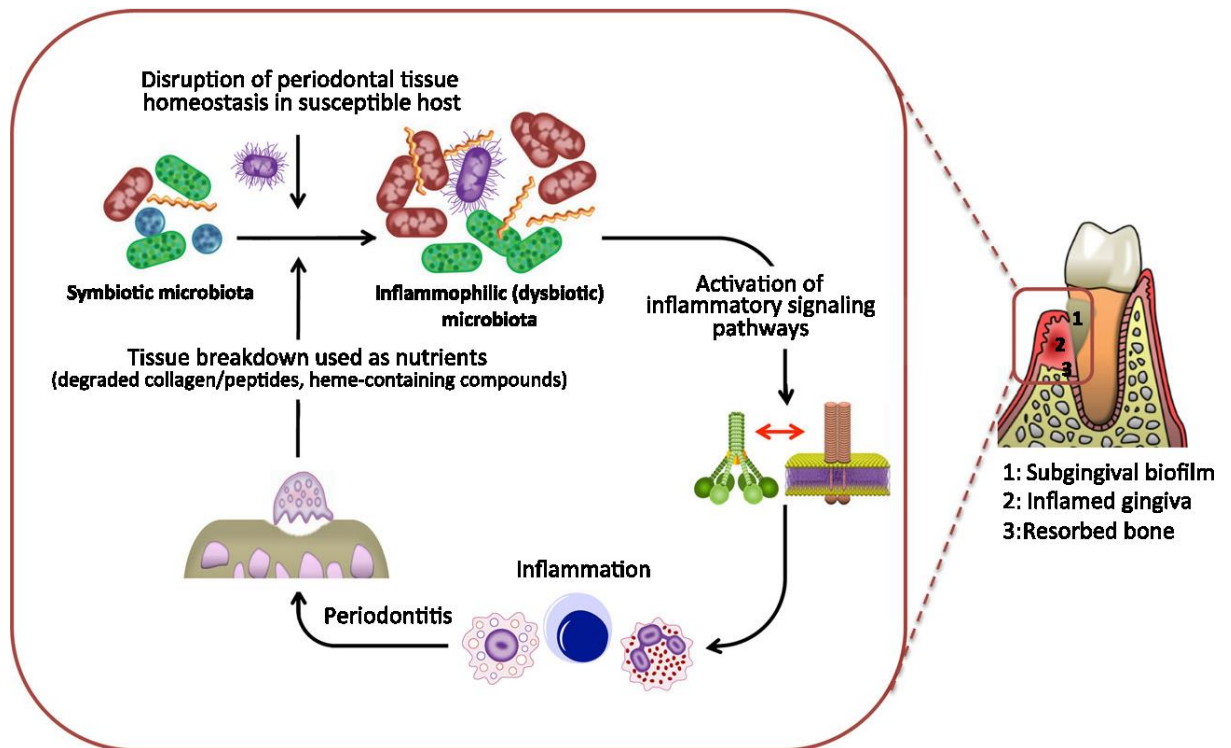 Disruption of periodontal tissue
homeostasis in susceptible host
Symbiotic microbiota
Inflammophilic (dysbiotic)
microbiota
Activation of
inflammatory signaling
pathways
Tissue breakdown used as nutrients
(degraded collagen/peptides, heme-containing compounds)
Inflammation
Periodontitis
1
2
3
1: Subgingival biofilm
2: Inflamed gingiva
3:Resorbed bone